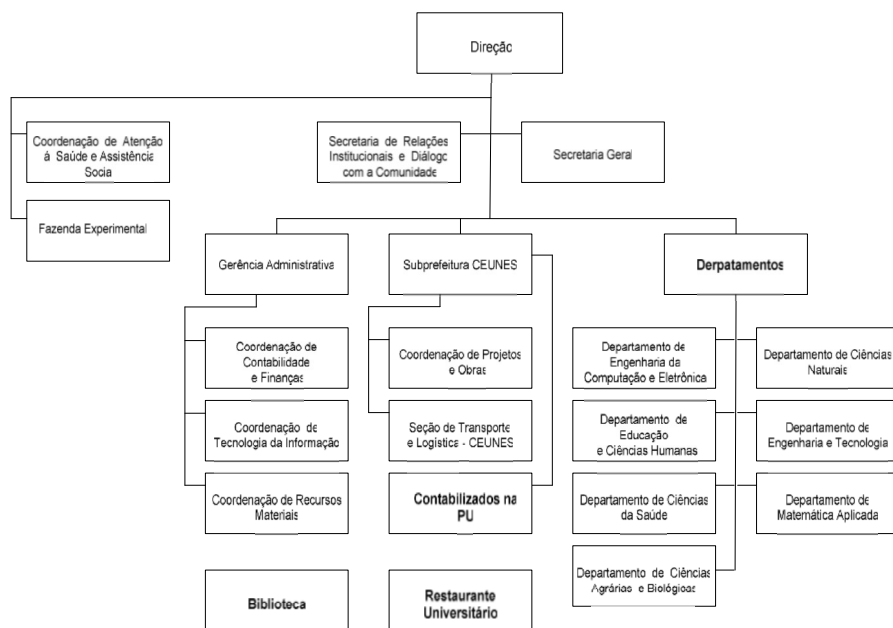 Direção
Coordenação de Atenção
á Saúde e Assistência
Socia
Secretaria de Relações
Institucionais e Diálogo
com a Comunidade
Secretaria Geral
Fazenda Experimental
Gerência Administrativa
Subprefeitura CEUNES
Derpatamentos
Coordenação de
Contabilidade
e Finanças
Coordenação de Projetos
e Obras
Departamento de
Engenharia da
Computação e Eletrônica
Departamento de Ciências
Naturais
Coordenação de
Tecnologia da Informação
Seção de Transporte
e Logística - CEUNES
Departamento de
Educação
e Ciências Humanas
Departamento de
Engenharia e Tecnologia
Coordenação de Recursos
Materiais
Contabilizados na
PU
Departamento de Ciências
da Saúde
Departamento de
Matemática Aplicada
Biblioteca
Restaurante
Universitário
Departamento de Ciências
Agrárias e Biológicas